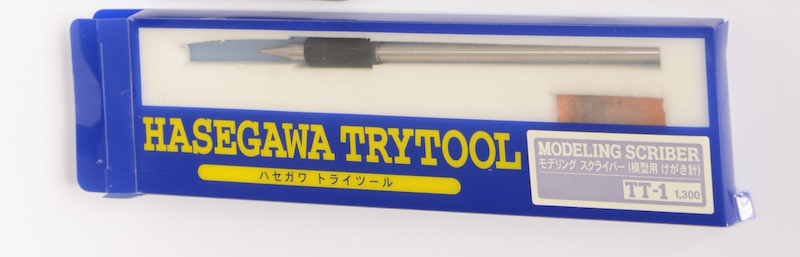 HASEGAWA TRYTOOL
ハセガワ トライツール
MODELING SCRIBER
モデリング スクライバー (模型用 けがき針)
TT-1 1,300